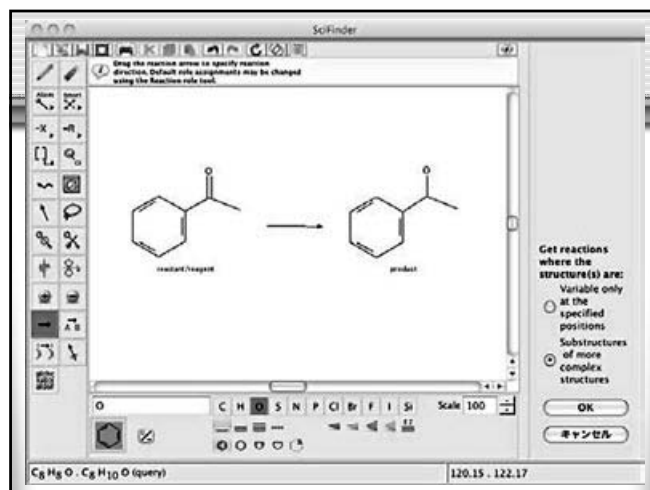 SciFinder
Drag the reaction arrow to specify reaction
direction. Default role assignments may be changed
using the Reaction role tool.
Atom
Smart
-X
-R
A B
O
O
reactant/reagent
product
Get reactions
where the
structure(s) are:
Variable only
at the
specified
positions
Substructures
of more
complex
structures
OK
キャンセル
O
C H O S N P Cl Br F I Si
Scale 100
C8 H8 O . C8 H10 O (query)
120.15 . 122.17